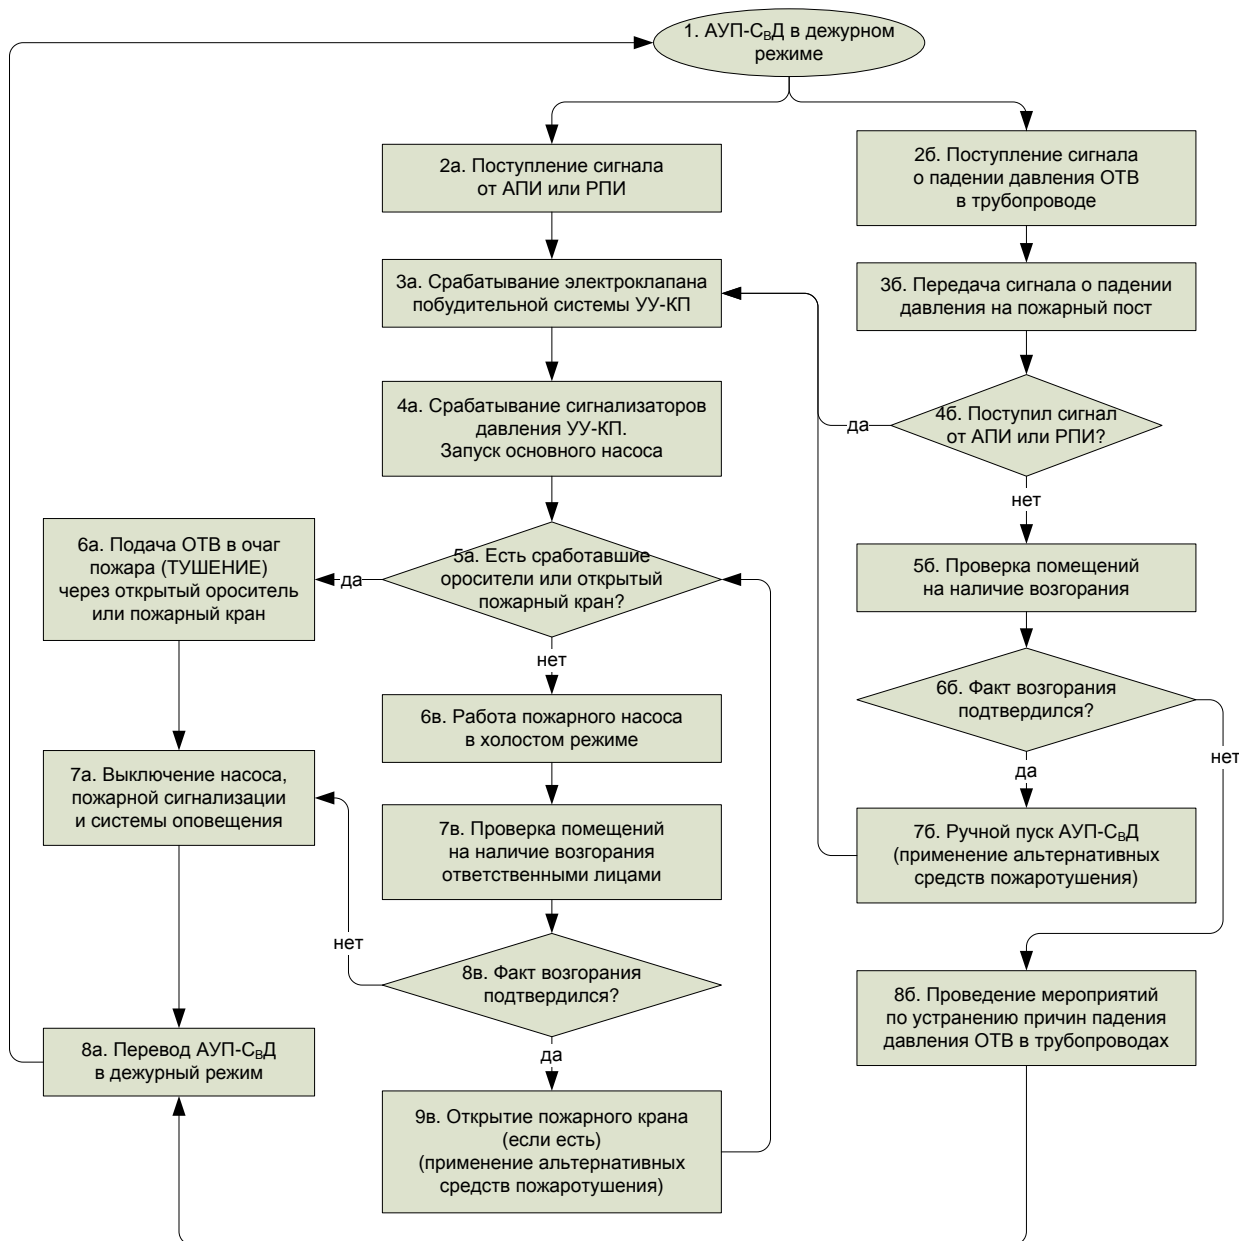 1. АУП-СвД в дежурном
режиме
2а. Поступление сигнала
от АПИ или РПИ
2б. Поступление сигнала
о падении давления ОТВ
в трубопроводе
3а. Срабатывание электроклапана
побудительной системы УУ-КП
3б. Передача сигнала о падении
давления на пожарный пост
4а. Срабатывание сигнализаторов
давления УУ-КП.
Запуск основного насоса
4б. Поступил сигнал
от АПИ или РПИ?
да
нет
6а. Подача ОТВ в очаг
пожара (ТУШЕНИЕ)
через открытый ороситель
или пожарный кран
да
5а. Есть сработавшие
оросители или открытый
пожарный кран?
нет
5б. Проверка помещений
на наличие возгорания
6б. Факт возгорания
подтвердился?
нет
да
6в. Работа пожарного насоса
в холостом режиме
7а. Выключение насоса,
пожарной сигнализации
и системы оповещения
7в. Проверка помещений
на наличие возгорания
ответственными лицами
7б. Ручной пуск АУП-СвД
(применение альтернативных
средств пожаротушения)
нет
8в. Факт возгорания
подтвердился?
да
8б. Проведение мероприятий
по устранению причин падения
давления ОТВ в трубопроводах
8а. Перевод АУП-СвД
в дежурный режим
9в. Открытие пожарного крана
(если есть)
(применение альтернативных
средств пожаротушения)